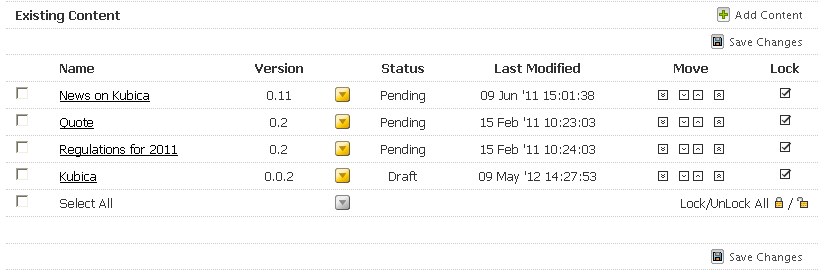 Existing Content Add Content
Save Changes
Name Version Status Last Modified Move Lock
News on Kubica 0.11 Pending 09 Jun '11 15:01:38
Quote 0.2 Pending 15 Feb '11 10:23:03
Regulations for 2011 0.2 Pending 15 Feb '11 10:24:03
Kubica 0.0.2 Draft 09 May '12 14:27:53
Select All Lock/UnLock All /
Save Changes